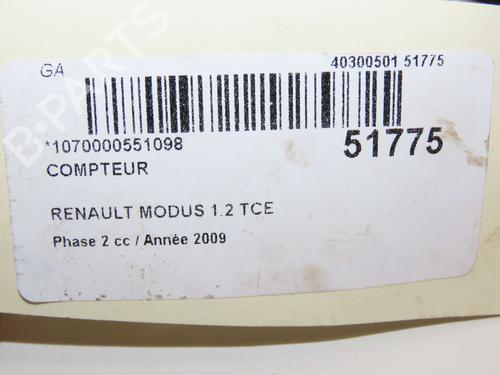 GA
40300501 51775
*1070000551098
51775
COMPTEUR
RENAULT MODUS 1.2 TCE
Phase 2 cc / Année 2009
B-PARTS